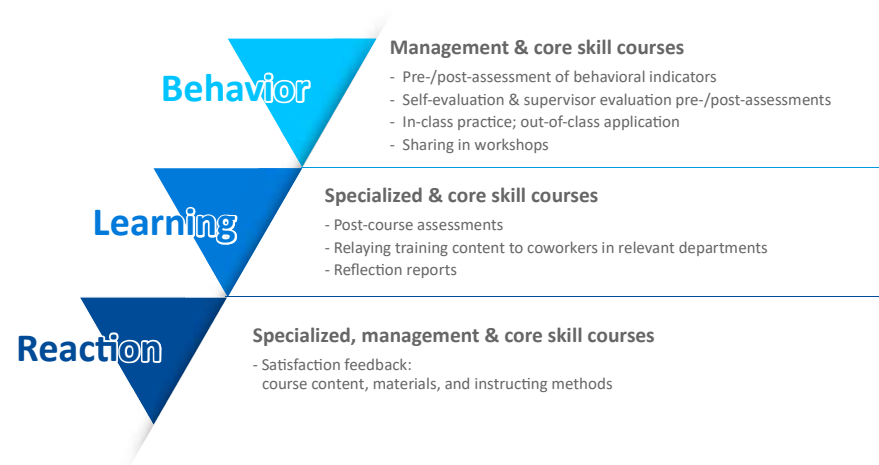 Behavior
Management & core skill courses
- Pre-/post-assessment of behavioral indicators
- Self-evaluation & supervisor evaluation pre-/post-assessments
- In-class practice; out-of-class application
- Sharing in workshops
Learning
Specialized & core skill courses
- Post-course assessments
- Relaying training content to coworkers in relevant departments
- Reflection reports
Reaction
Specialized, management & core skill courses
- Satisfaction feedback:
course content, materials, and instructing methods